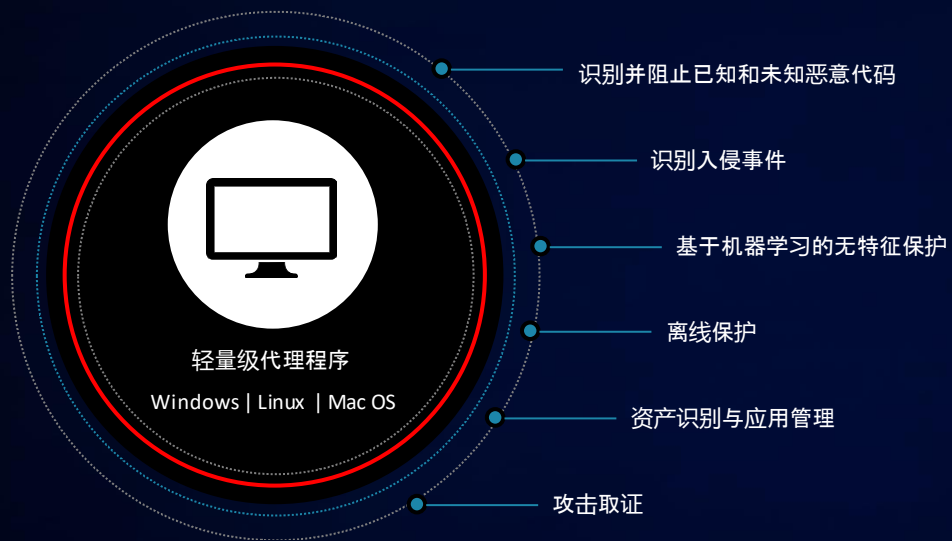 识别并阻止已知和未知恶意代码
识别入侵事件
基于机器学习的无特征保护
离线保护
轻量级代理程序
Windows | Linux | Mac OS
资产识别与应用管理
攻击取证